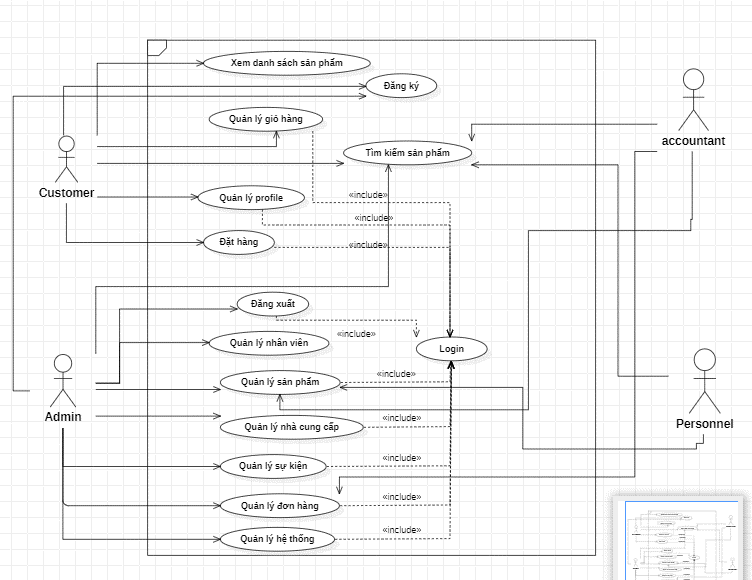 Xem danh sách sản phẩm
Đăng ký
Quản lý giỏ hàng
accountant
Tìm kiếm sản phẩm
Customer
«include»
Quản lý profile
«include»
Đặt hàng
«include»
Đăng xuất
«include»
Quản lý nhân viên
Login
«include»
Quản lý sản phẩm
Admin
«include»
Quản lý nhà cung cấp
Personnel
«include»
Quản lý sự kiện
«include»
Quản lý đơn hàng
«include»
Quản lý hệ thống